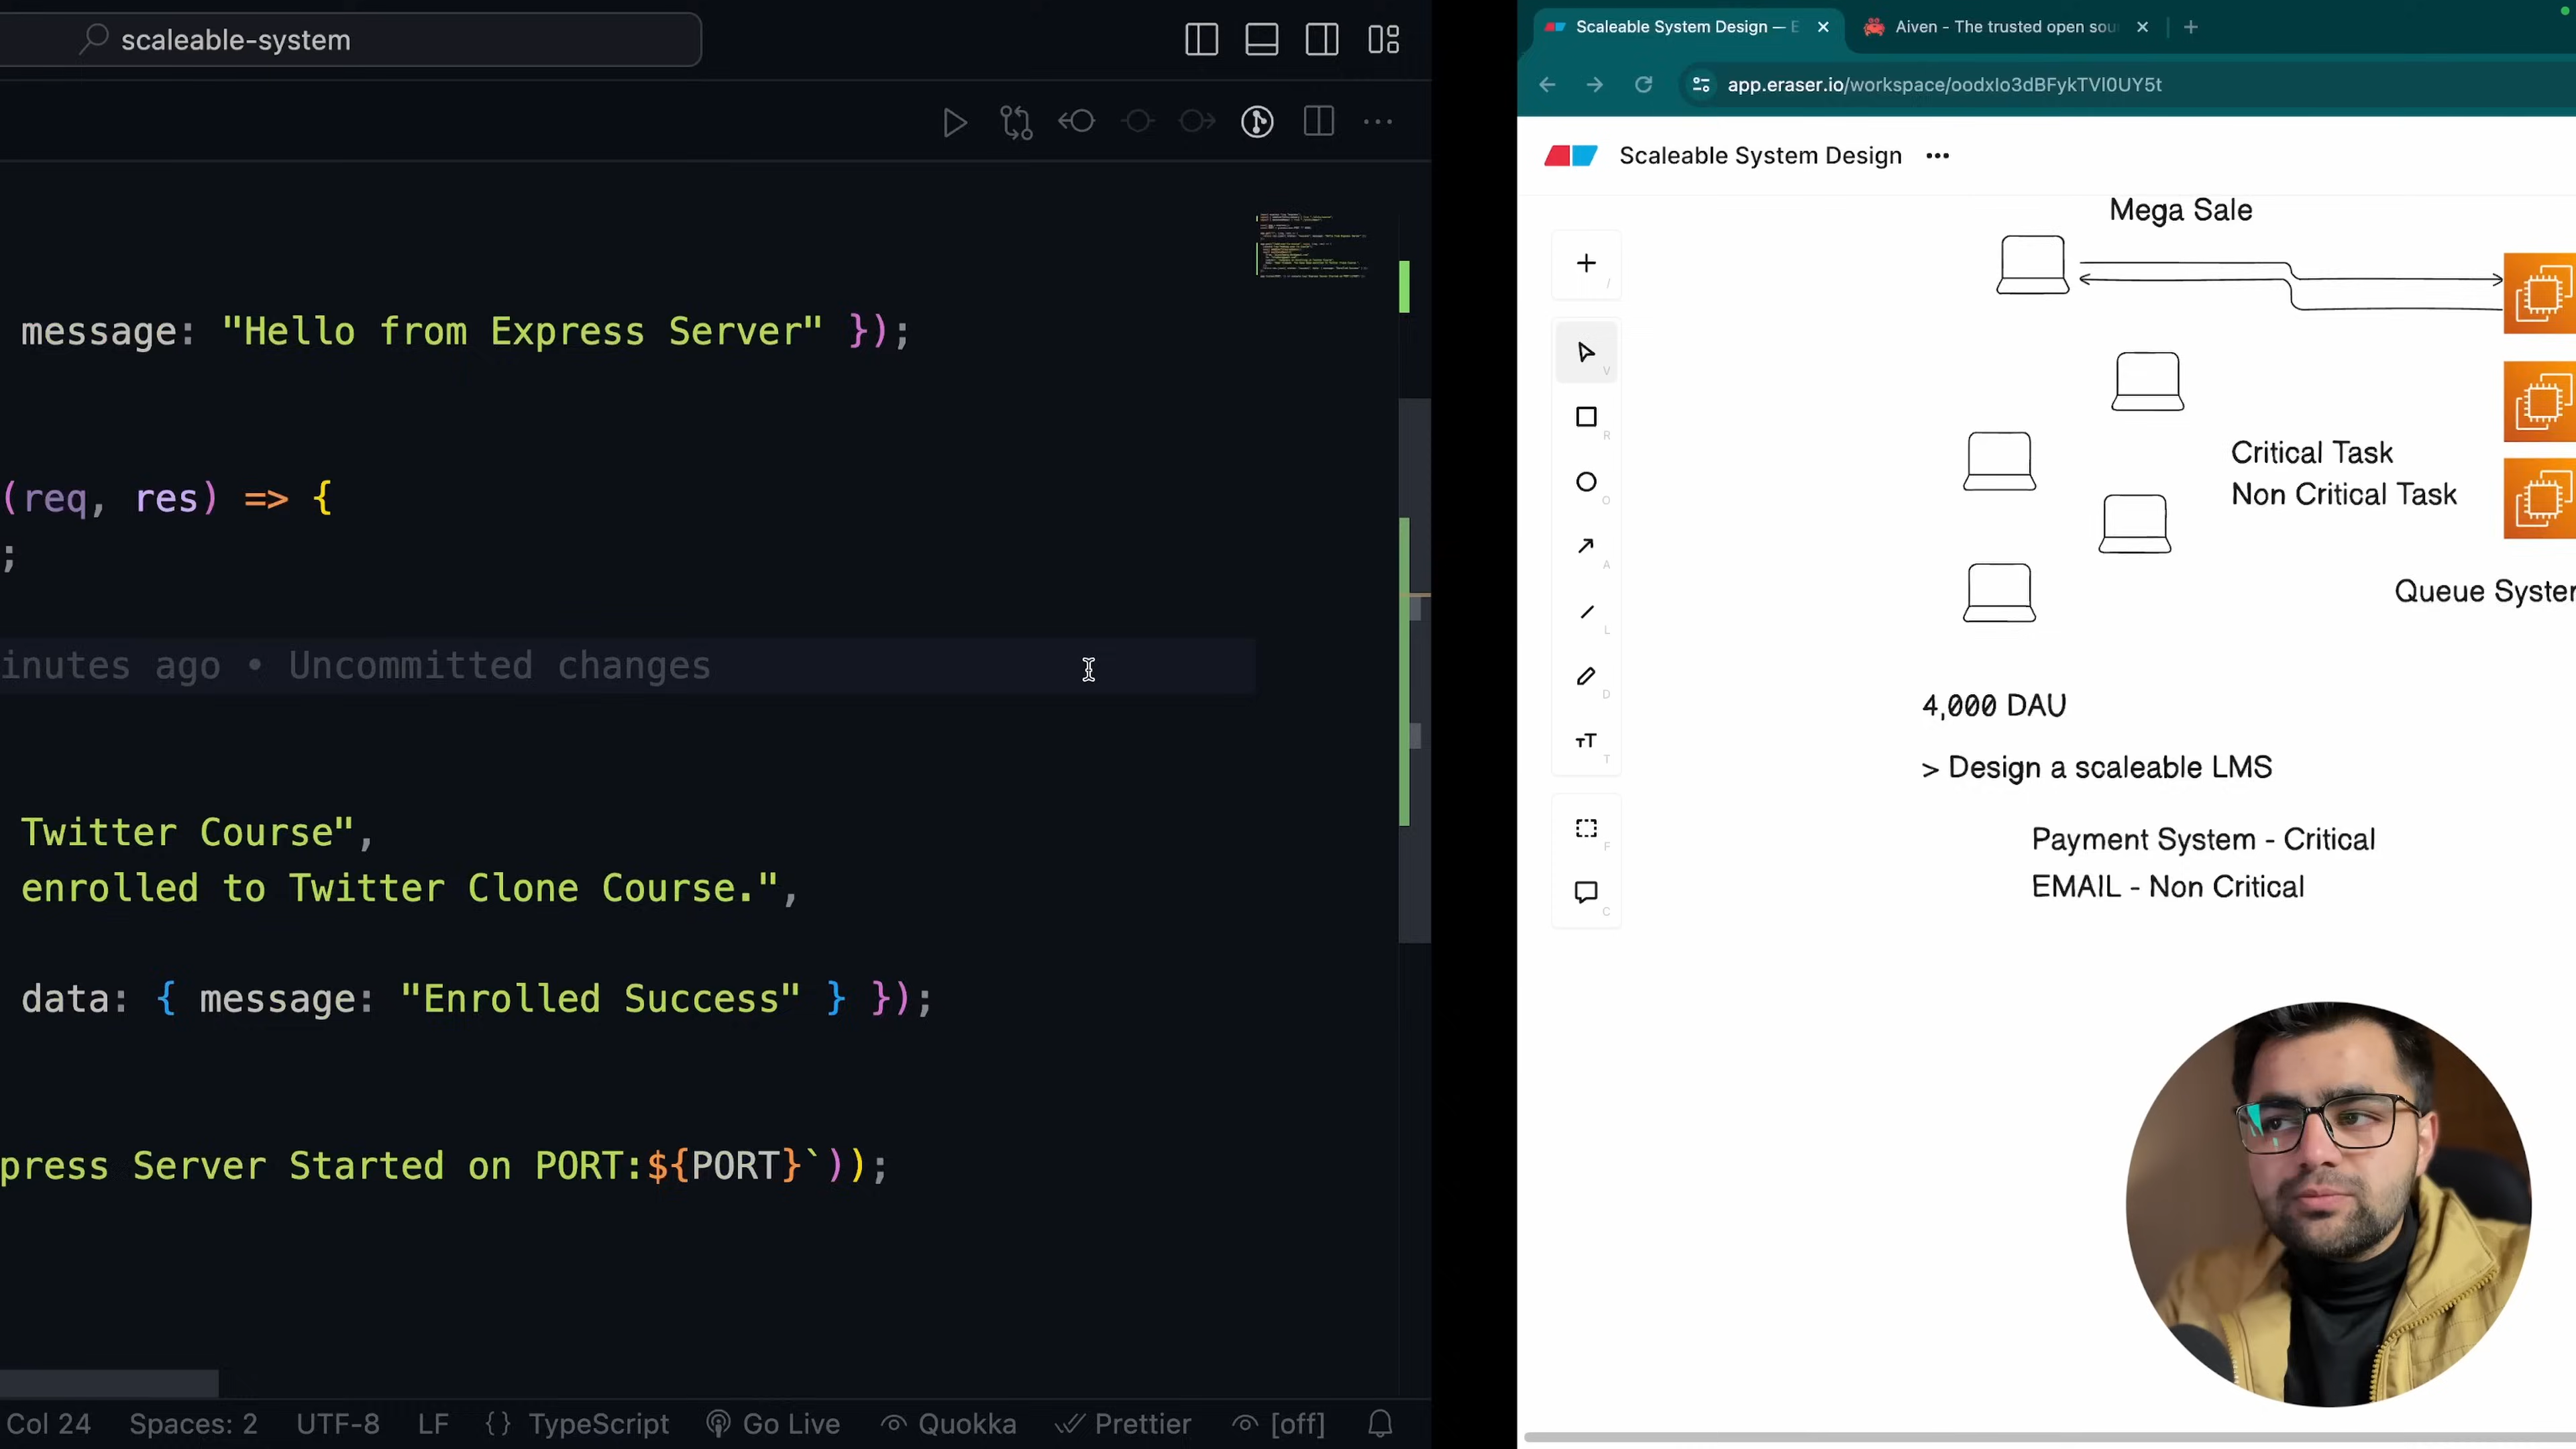 scaleable-system
message: "Hello from Express Server" });
(req, res) => {
;
inutes ago • Uncommitted changes
Twitter Course",
enrolled to Twitter Clone Course.",
data: { message: "Enrolled Success" } });
press Server Started on PORT:${PORT}`));
Col 24 Spaces: 2 UTF-8 LF {} TypeScript Go Live Quokka Prettier [off]
Scaleable System Design — E
Aiven - The trusted open sou
app.eraser.io/workspace/oodxIo3dBFykTVI0UY5t
Scaleable System Design •••
/
V
R
O
A
L
D
T
F
C
Mega Sale
Critical Task
Non Critical Task
Queue System
4,000 DAU
> Design a scaleable LMS
Payment System - Critical
EMAIL - Non Critical